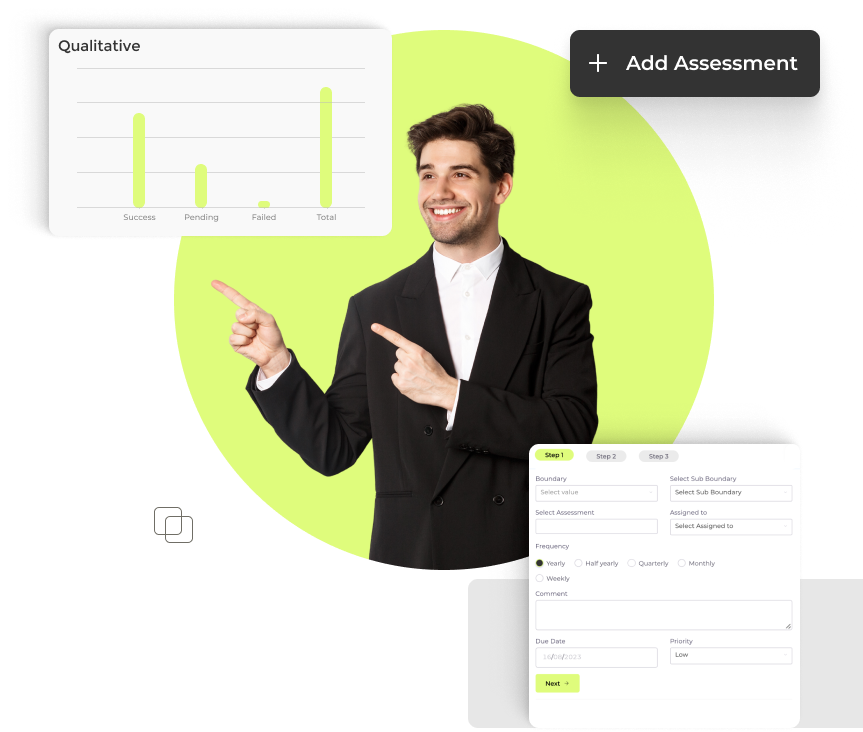 Qualitative
Success Pending Failed Total
+ Add Assessment
Step 1 Step 2 Step 3
Boundary Select Sub Boundary
Select value Select Sub Boundary
Select Assessment Assigned to
Select Assigned to
Frequency
Yearly Half yearly Quarterly Monthly
Weekly
Comment
Due Date Priority
16/08/2023 Low
Next →